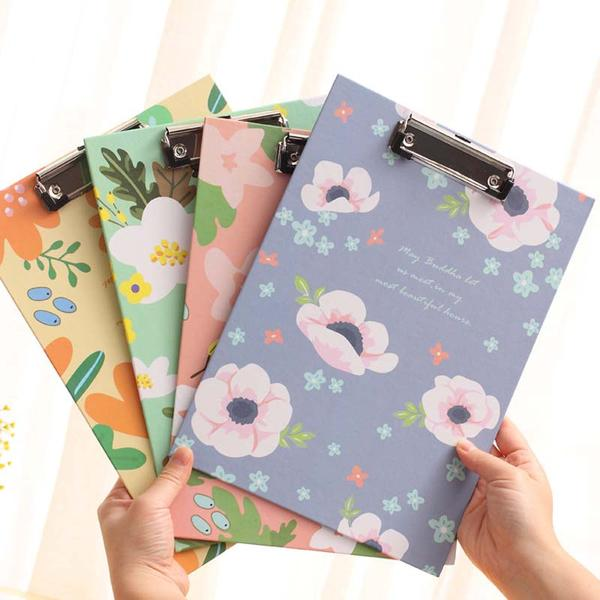 May Buddha let
us meet in my
most beautiful hours.